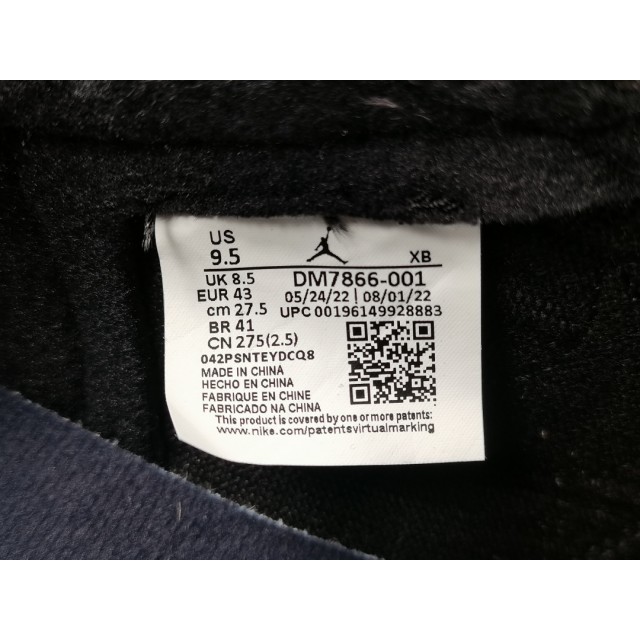 US
9.5
XB
UK 8.5
DM7866-001
EUR 43
05/24/22 | 08/01/22
cm 27.5
UPC 00196149928883
BR 41
CN 275(2.5)
042PSNTEYDCQ8
MADE IN CHINA
HECHO EN CHINA
FABRIQUE EN CHINE
FABRICADO NA CHINA
This product is covered by one or more patents:
www.nike.com/patentsvirtualmarking